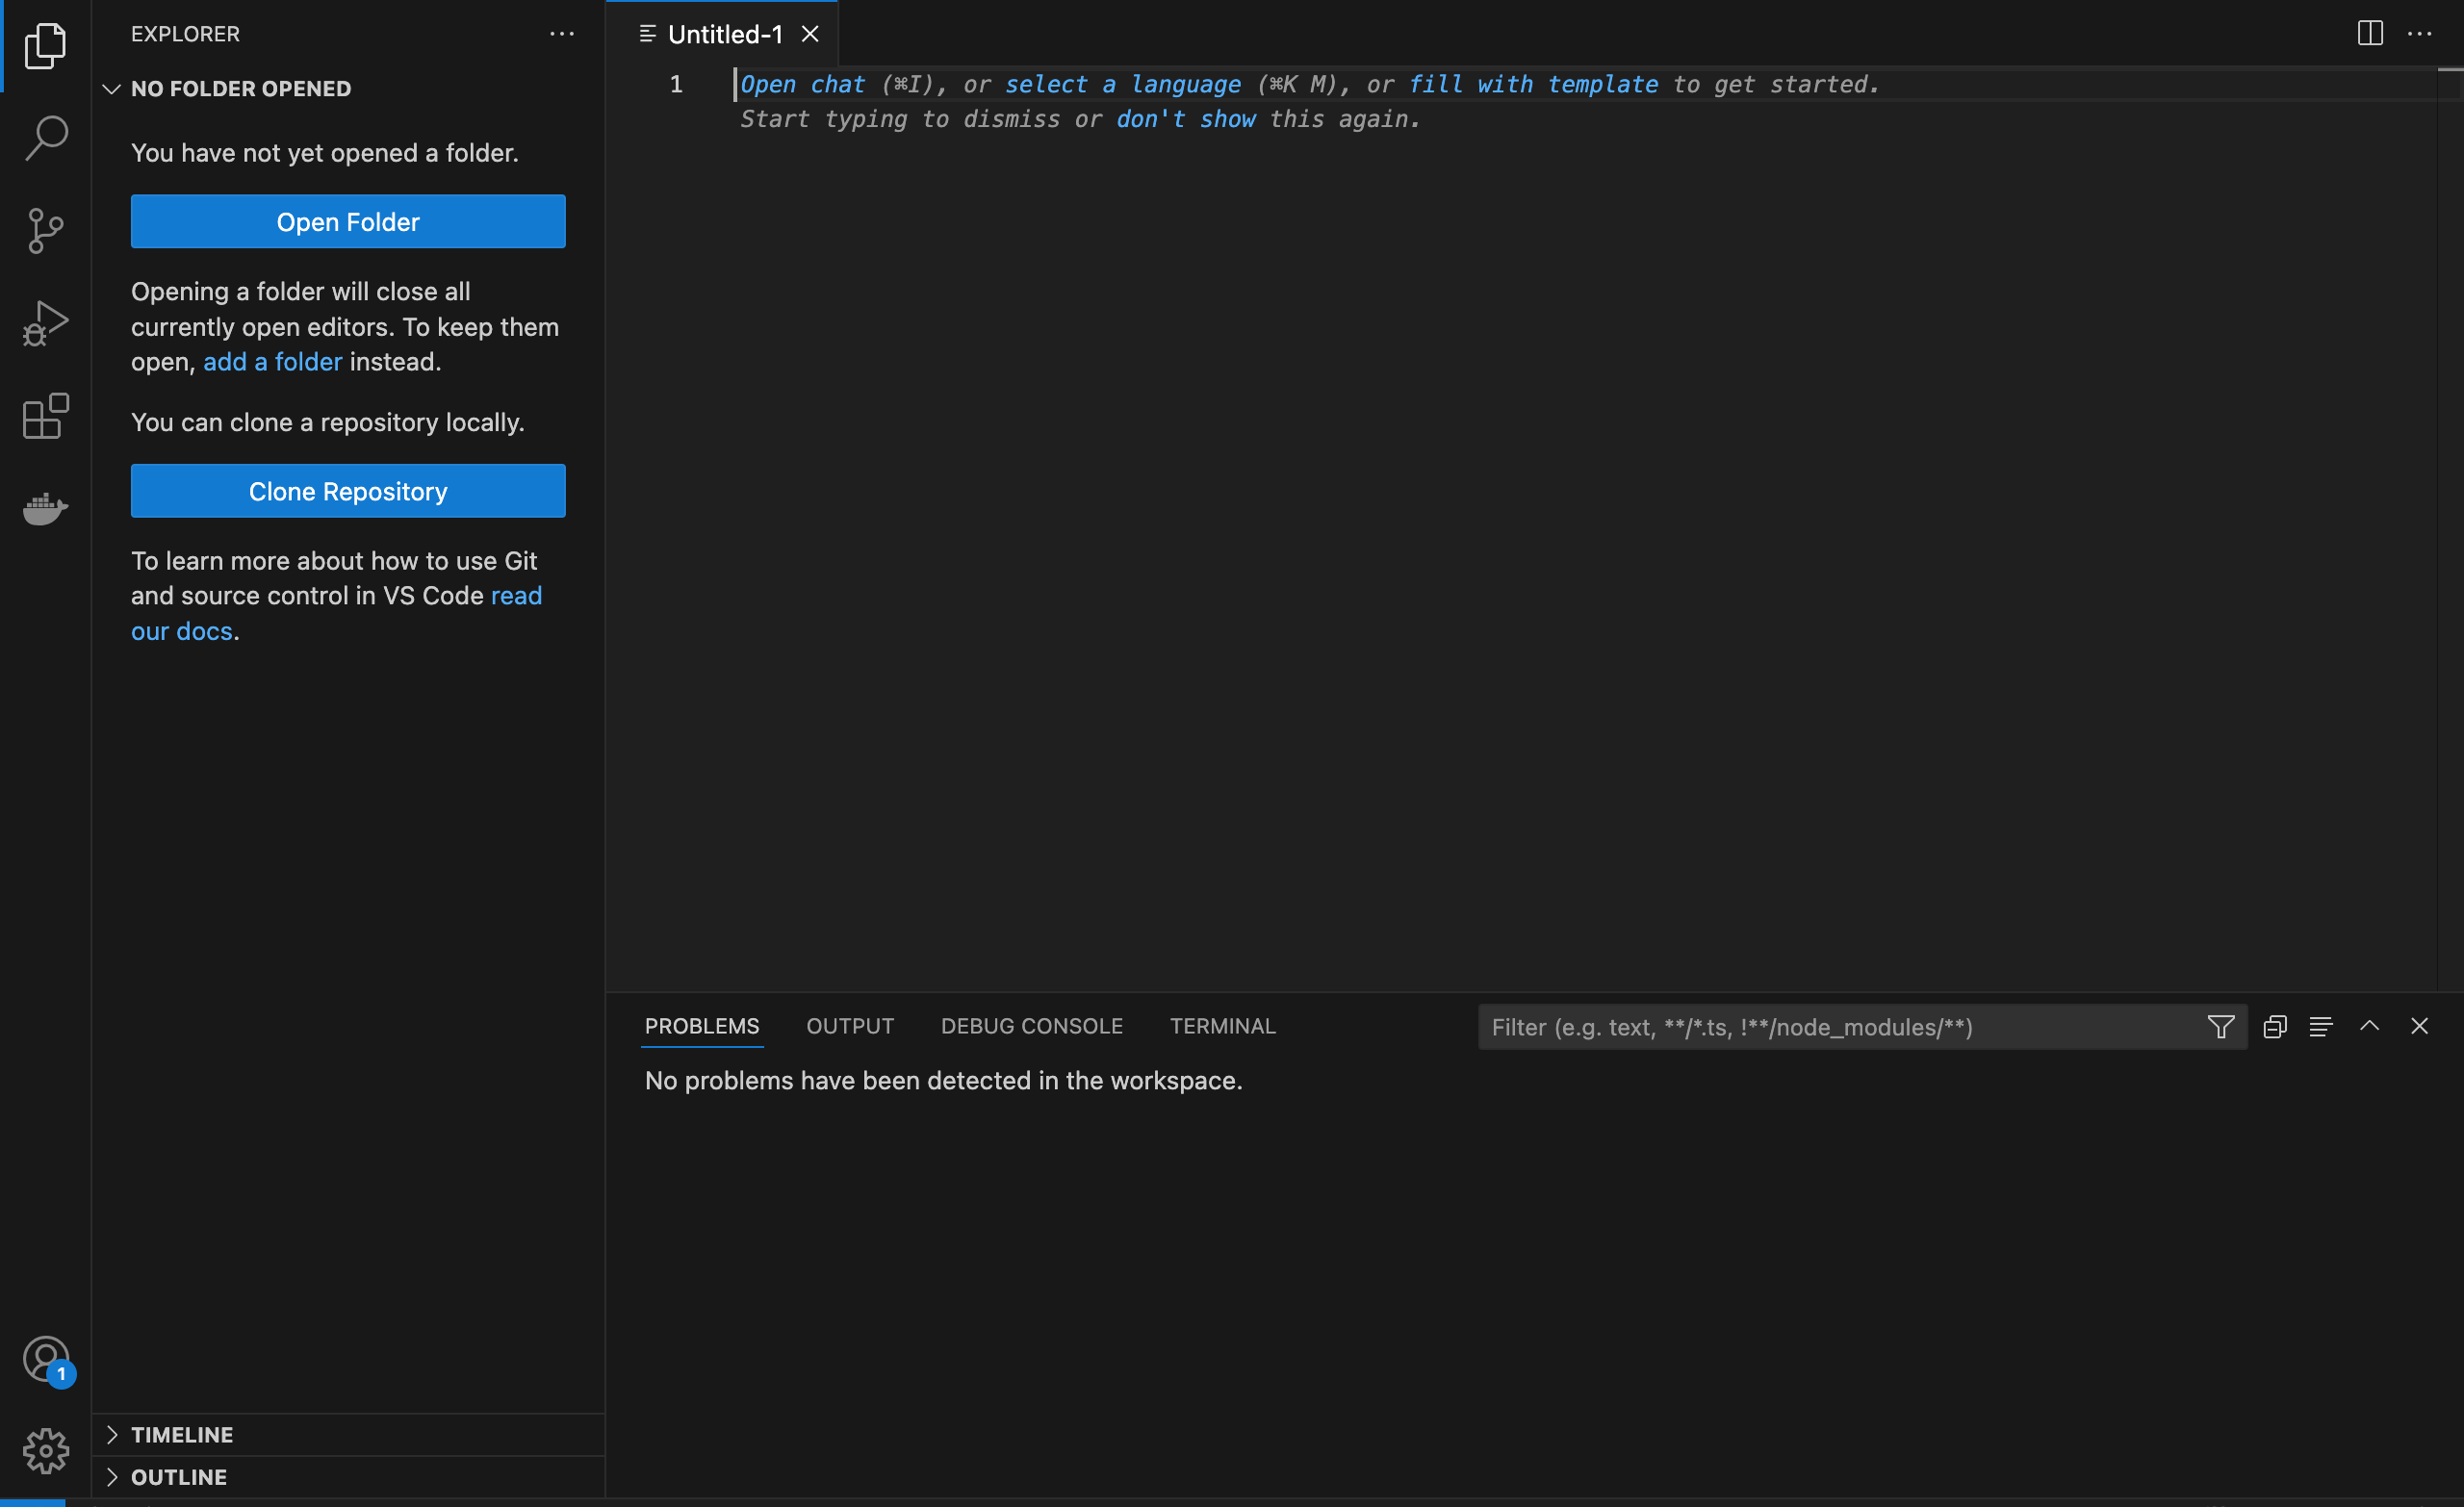 EXPLORER
NO FOLDER OPENED
You have not yet opened a folder.
Open Folder
Opening a folder will close all
currently open editors. To keep them
open, add a folder instead.
You can clone a repository locally.
Clone Repository
To learn more about how to use Git
and source control in VS Code read
our docs.
1
TIMELINE
OUTLINE
Untitled-1
1
Open chat (⌘I), or select a language (⌘K M), or fill with template to get started.
Start typing to dismiss or don't show this again.
PROBLEMS OUTPUT DEBUG CONSOLE TERMINAL
Filter (e.g. text, **/*.ts, !**/node_modules/**)
No problems have been detected in the workspace.